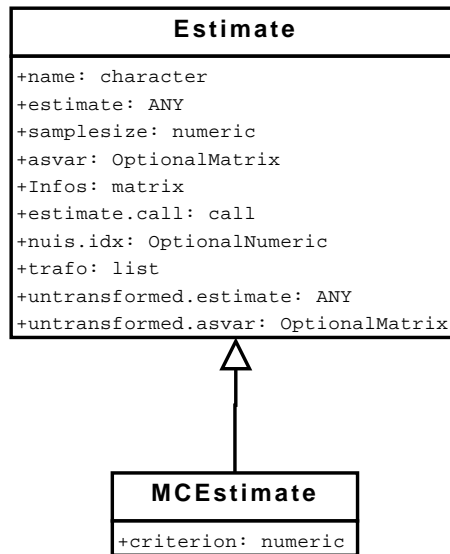 Estimate
+name: character
+estimate: ANY
+samplesize: numeric
+asvar: OptionalMatrix
+Infos: matrix
+estimate.call: call
+nuis.idx: OptionalNumeric
+trafo: list
+untransformed.estimate: ANY
+untransformed.asvar: OptionalMatrix
MCEstimate
+criterion: numeric